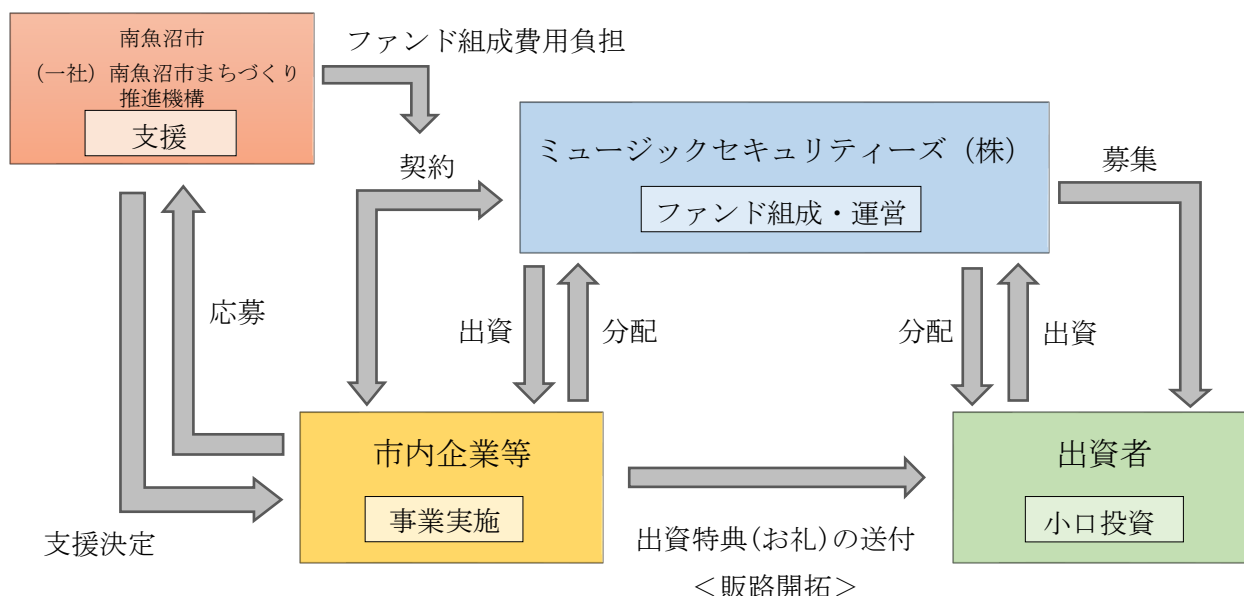 南魚沼市
（一社）南魚沼市まちづくり
推進機構
支援
ファンド組成費用負担
契約
ミュージックセキュリティーズ（株）
ファンド組成・運営
募集
応募
出資
分配
分配
出資
市内企業等
事業実施
出資者
小口投資
支援決定
出資特典(お礼)の送付
＜販路開拓＞